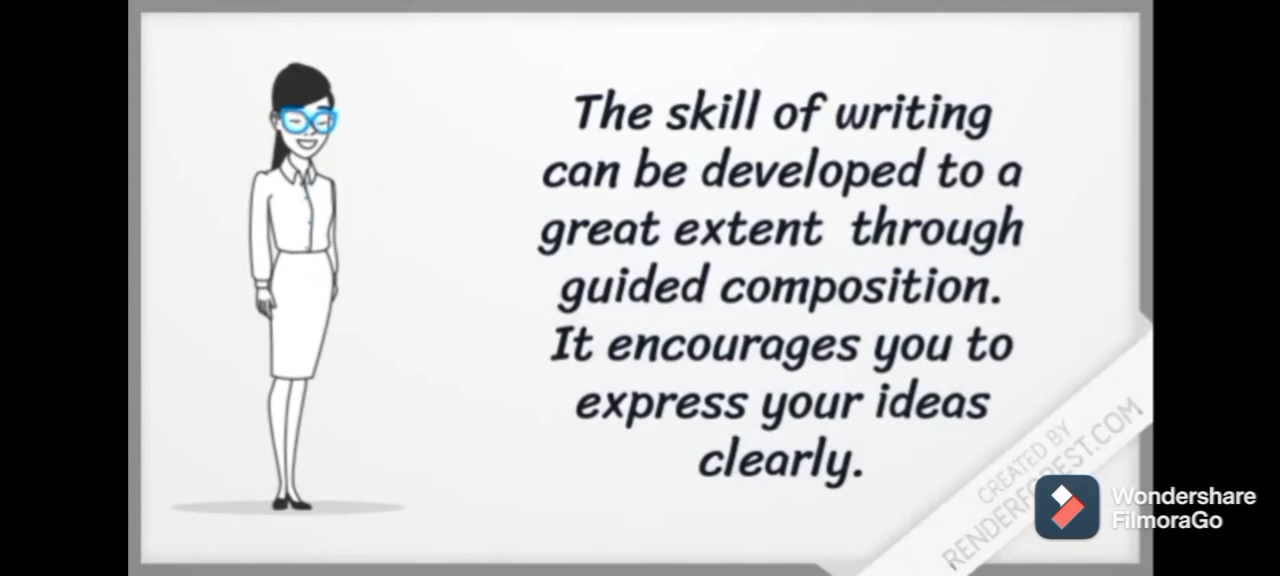 The skill of writing
can be developed to a
great extent through
guided composition.
It encourages you to
express your ideas
clearly.
CREATED BY
RENDERFOREST.COM
Wondershare
FilmoraGo